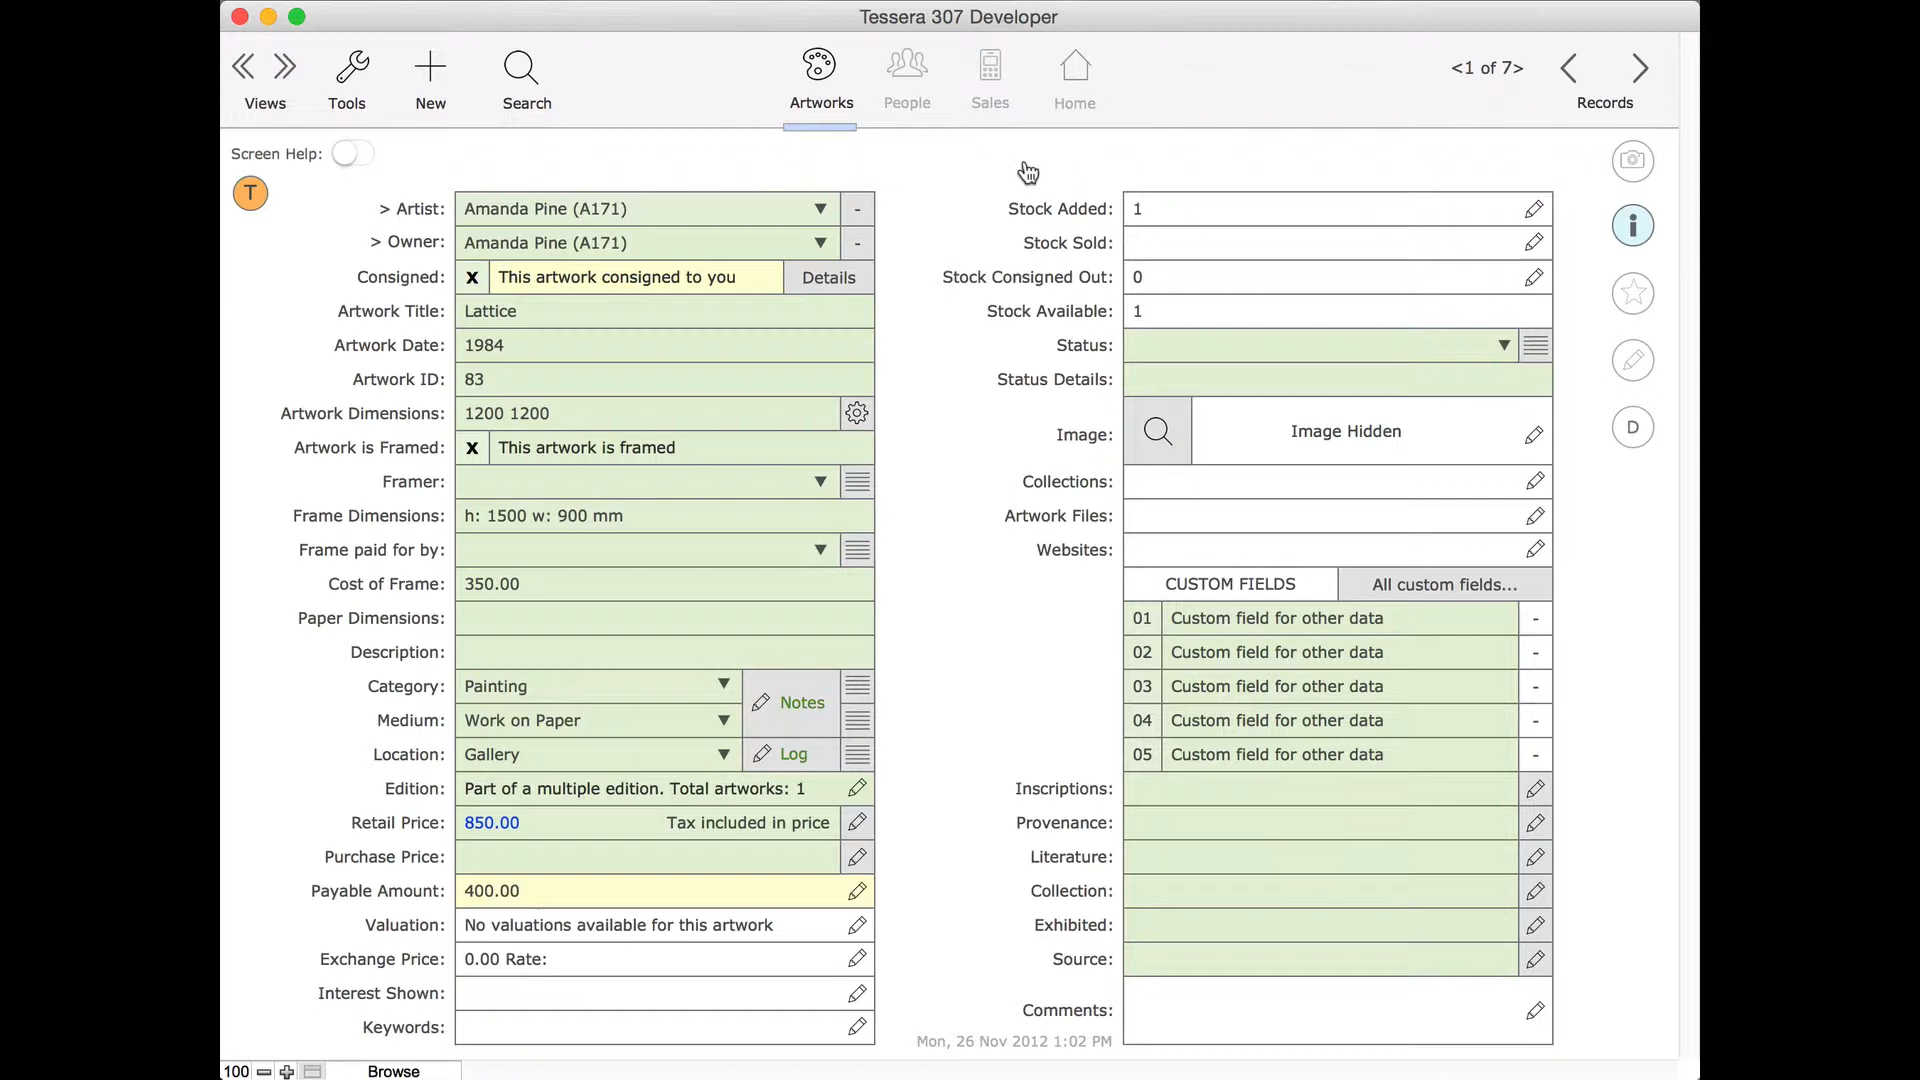 Tessera 307 Developer
Views Tools New Search Artworks People Sales Home <1 of 7> Records
Screen Help:
T
> Artist: Amanda Pine (A171) -
> Owner: Amanda Pine (A171) -
Consigned: x This artwork consigned to you Details
Artwork Title: Lattice
Artwork Date: 1984
Artwork ID: 83
Artwork Dimensions: 1200 1200
Artwork is Framed: x This artwork is framed
Framer:
Frame Dimensions: h: 1500 w: 900 mm
Frame paid for by:
Cost of Frame: 350.00
Paper Dimensions:
Description:
Category: Painting Notes
Medium: Work on Paper
Location: Gallery Log
Edition: Part of a multiple edition. Total artworks: 1
Retail Price: 850.00 Tax included in price
Purchase Price:
Payable Amount: 400.00
Valuation: No valuations available for this artwork
Exchange Price: 0.00 Rate:
Interest Shown:
Keywords:
Stock Added: 1
Stock Sold:
Stock Consigned Out: 0
Stock Available: 1
Status:
Status Details:
Image: Image Hidden
Collections:
Artwork Files:
Websites:
CUSTOM FIELDS All custom fields...
01 Custom field for other data -
02 Custom field for other data -
03 Custom field for other data -
04 Custom field for other data -
05 Custom field for other data -
Inscriptions:
Provenance:
Literature:
Collection:
Exhibited:
Source:
Comments:
Mon, 26 Nov 2012 1:02 PM
i
D
100 Browse